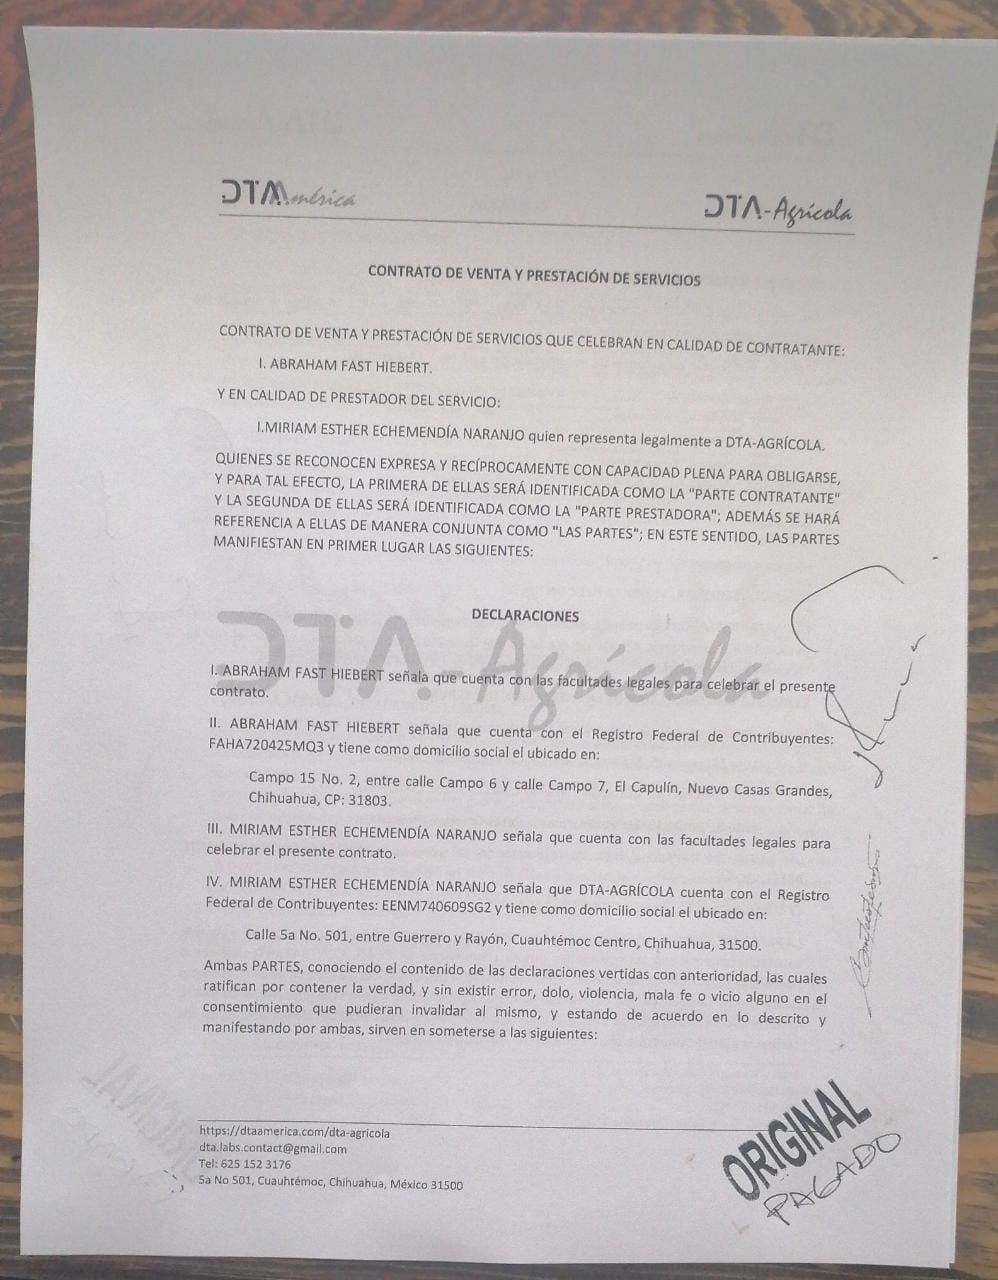 DTAmérica
DTA-Agrícola
CONTRATO DE VENTA Y PRESTACIÓN DE SERVICIOS
CONTRATO DE VENTA Y PRESTACIÓN DE SERVICIOS QUE CELEBRAN EN CALIDAD DE CONTRATANTE:
I. ABRAHAM FAST HIEBERT.
Y EN CALIDAD DE PRESTADOR DEL SERVICIO:
I.MIRIAM ESTHER ECHEMENDÍA NARANJO quien representa legalmente a DTA-AGRÍCOLA.
QUIENES SE RECONOCEN EXPRESA Y RECÍPROCAMENTE CON CAPACIDAD PLENA PARA OBLIGARSE,
Y PARA TAL EFECTO, LA PRIMERA DE ELLAS SERÁ IDENTIFICADA COMO LA "PARTE CONTRATANTE"
Y LA SEGUNDA DE ELLAS SERÁ IDENTIFICADA COMO LA "PARTE PRESTADORA"; ADEMÁS SE HARÁ
REFERENCIA A ELLAS DE MANERA CONJUNTA COMO "LAS PARTES"; EN ESTE SENTIDO, LAS PARTES
MANIFIESTAN EN PRIMER LUGAR LAS SIGUIENTES:
DECLARACIONES
DTA-Agrícola
I. ABRAHAM FAST HIEBERT señala que cuenta con las facultades legales para celebrar el presente
contrato.
II. ABRAHAM FAST HIEBERT señala que cuenta con el Registro Federal de Contribuyentes:
FAHA720425MQ3 y tiene como domicilio social el ubicado en:
Campo 15 No. 2, entre calle Campo 6 y calle Campo 7, El Capulín, Nuevo Casas Grandes,
Chihuahua, CP: 31803.
III. MIRIAM ESTHER ECHEMENDÍA NARANJO señala que cuenta con las facultades legales para
celebrar el presente contrato.
IV. MIRIAM ESTHER ECHEMENDÍA NARANJO señala que DTA-AGRÍCOLA cuenta con el Registro
Federal de Contribuyentes: EENM740609SG2 y tiene como domicilio social el ubicado en:
Calle 5a No. 501, entre Guerrero y Rayón, Cuauhtémoc Centro, Chihuahua, 31500.
Ambas PARTES, conociendo el contenido de las declaraciones vertidas con anterioridad, las cuales
ratifican por contener la verdad, y sin existir error, dolo, violencia, mala fe o vicio alguno en el
consentimiento que pudieran invalidar al mismo, y estando de acuerdo en lo descrito y
manifestando por ambas, sirven en someterse a las siguientes:
https://dtaamerica.com/dta-agricola
dta.labs.contact@gmail.com
Tel: 625 152 3176
5a No 501, Cuauhtémoc, Chihuahua, México 31500
ORIGINAL
PAGADO